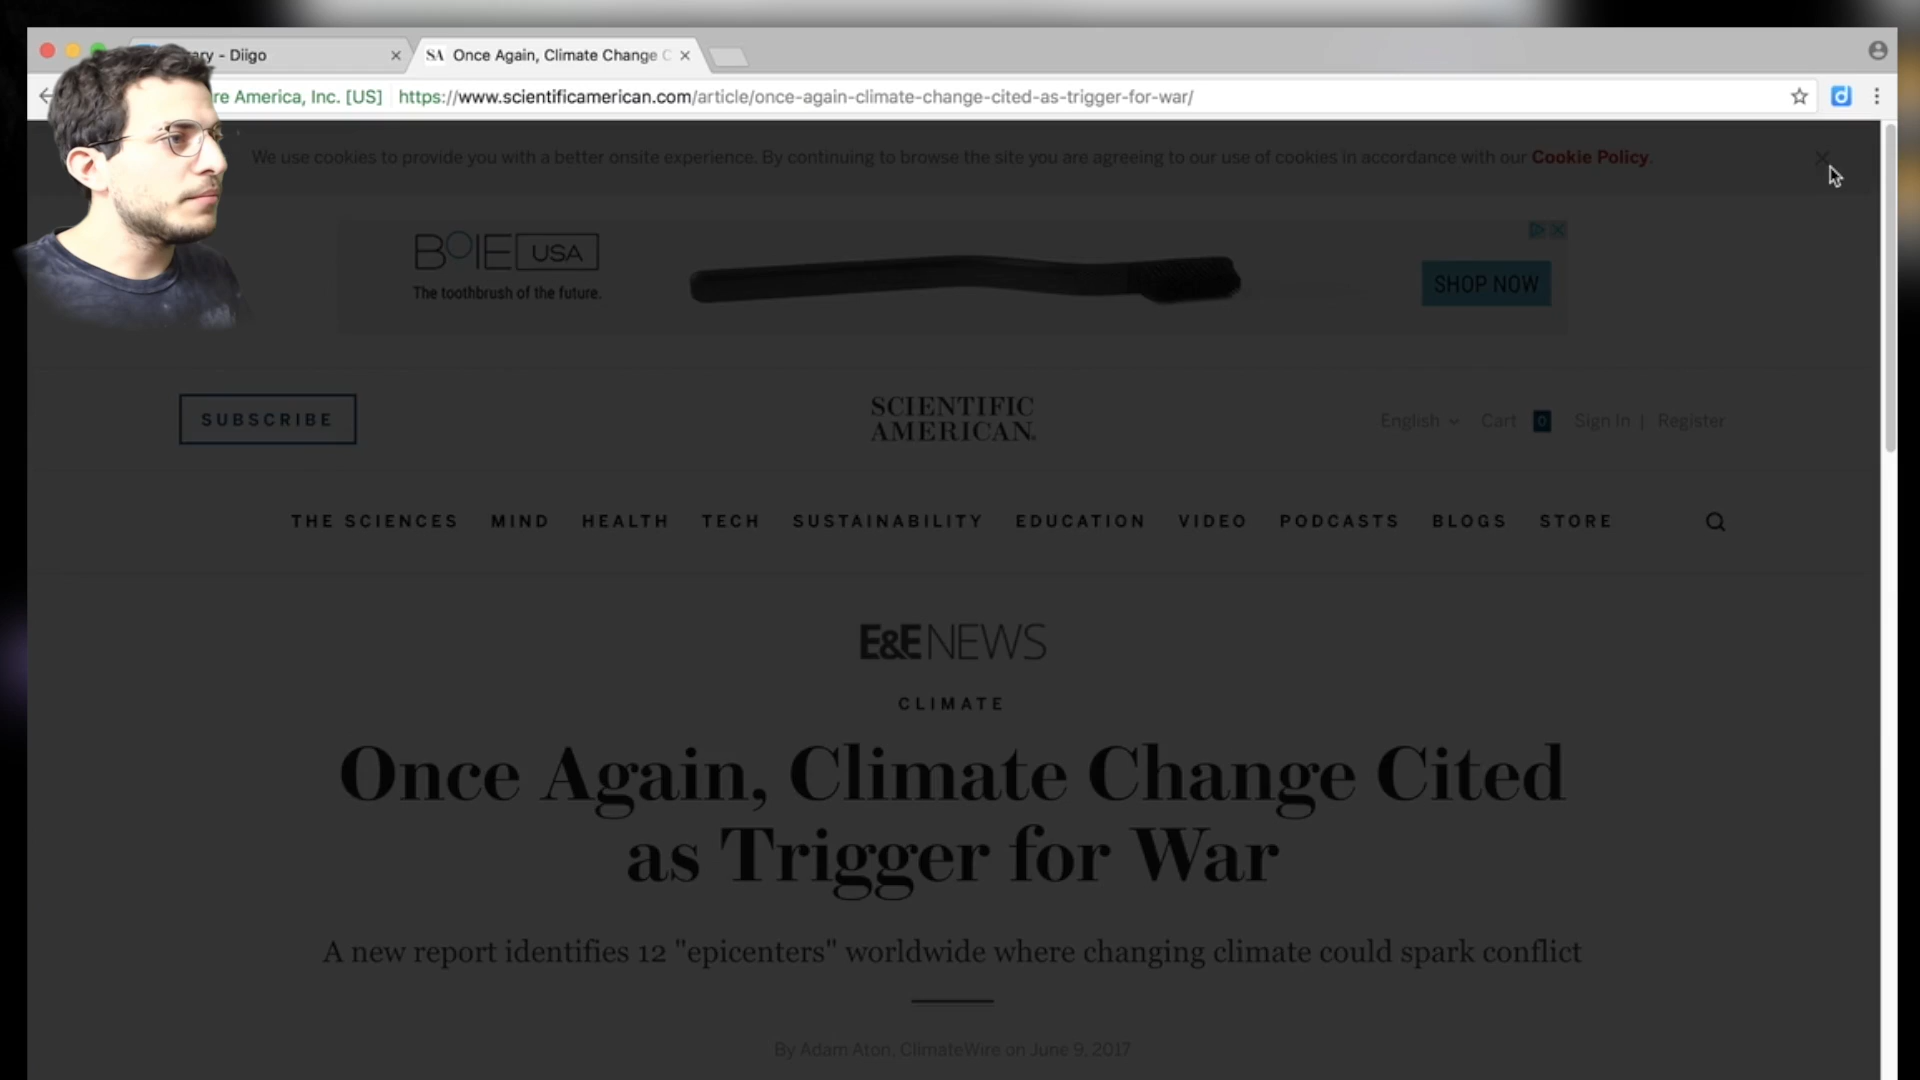 ary - Diigo
SA Once Again, Climate Change C
re America, Inc. [US] https://www.scientificamerican.com/article/once-again-climate-change-cited-as-trigger-for-war/
We use cookies to provide you with a better onsite experience. By continuing to browse the site you are agreeing to our use of cookies in accordance with our Cookie Policy.
BOIE USA
The toothbrush of the future.
SHOP NOW
SUBSCRIBE
SCIENTIFIC
AMERICAN.
English Cart 0 Sign In | Register
THE SCIENCES MIND HEALTH TECH SUSTAINABILITY EDUCATION VIDEO PODCASTS BLOGS STORE
E&E NEWS
CLIMATE
Once Again, Climate Change Cited
as Trigger for War
A new report identifies 12 "epicenters" worldwide where changing climate could spark conflict
By Adam Aton, ClimateWire on June 9, 2017